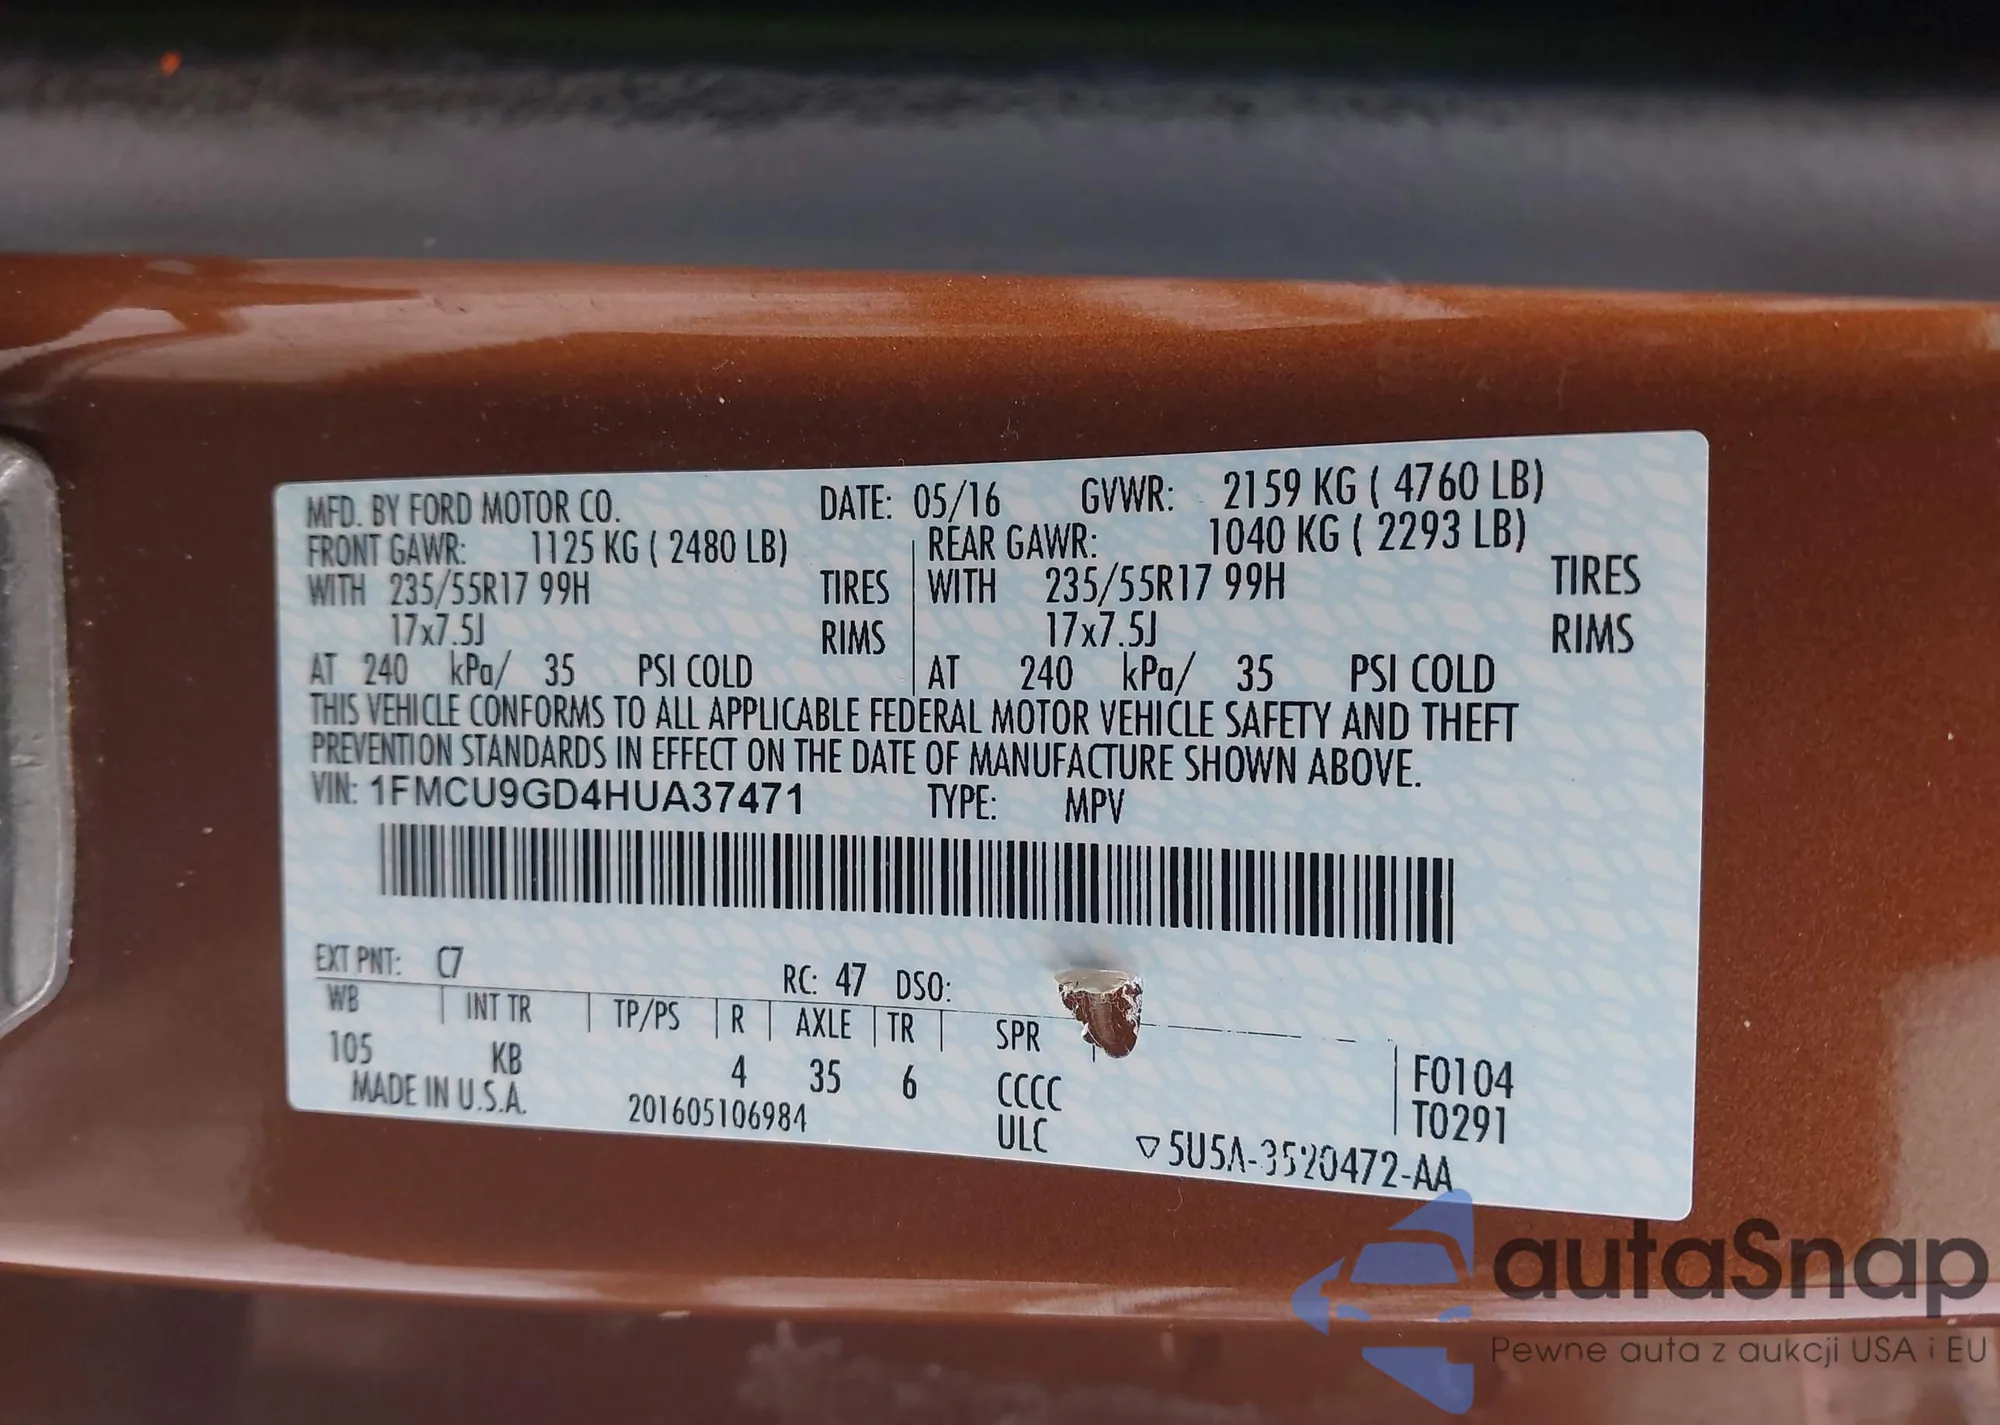 MFD. BY FORD MOTOR CO. DATE: 05/16 GVWR: 2159 KG ( 4760 LB)
FRONT GAWR: 1125 KG ( 2480 LB) REAR GAWR: 1040 KG ( 2293 LB)
WITH 235/55R17 99H TIRES WITH 235/55R17 99H TIRES
17x7.5J RIMS 17x7.5J RIMS
AT 240 kPa/ 35 PSI COLD AT 240 kPa/ 35 PSI COLD
THIS VEHICLE CONFORMS TO ALL APPLICABLE FEDERAL MOTOR VEHICLE SAFETY AND THEFT
PREVENTION STANDARDS IN EFFECT ON THE DATE OF MANUFACTURE SHOWN ABOVE.
VIN: 1FMCU9GD4HUA37471 TYPE: MPV
EXT PNT: C7 RC: 47 DSO:
WB INT TR TP/PS R AXLE TR SPR
105 KB 4 35 6 CCCC F0104
MADE IN U.S.A. 201605106984 ULC T0291
▽5U5A-3520472-AA
autaSnap
Pewne auta z aukcji USA i EU